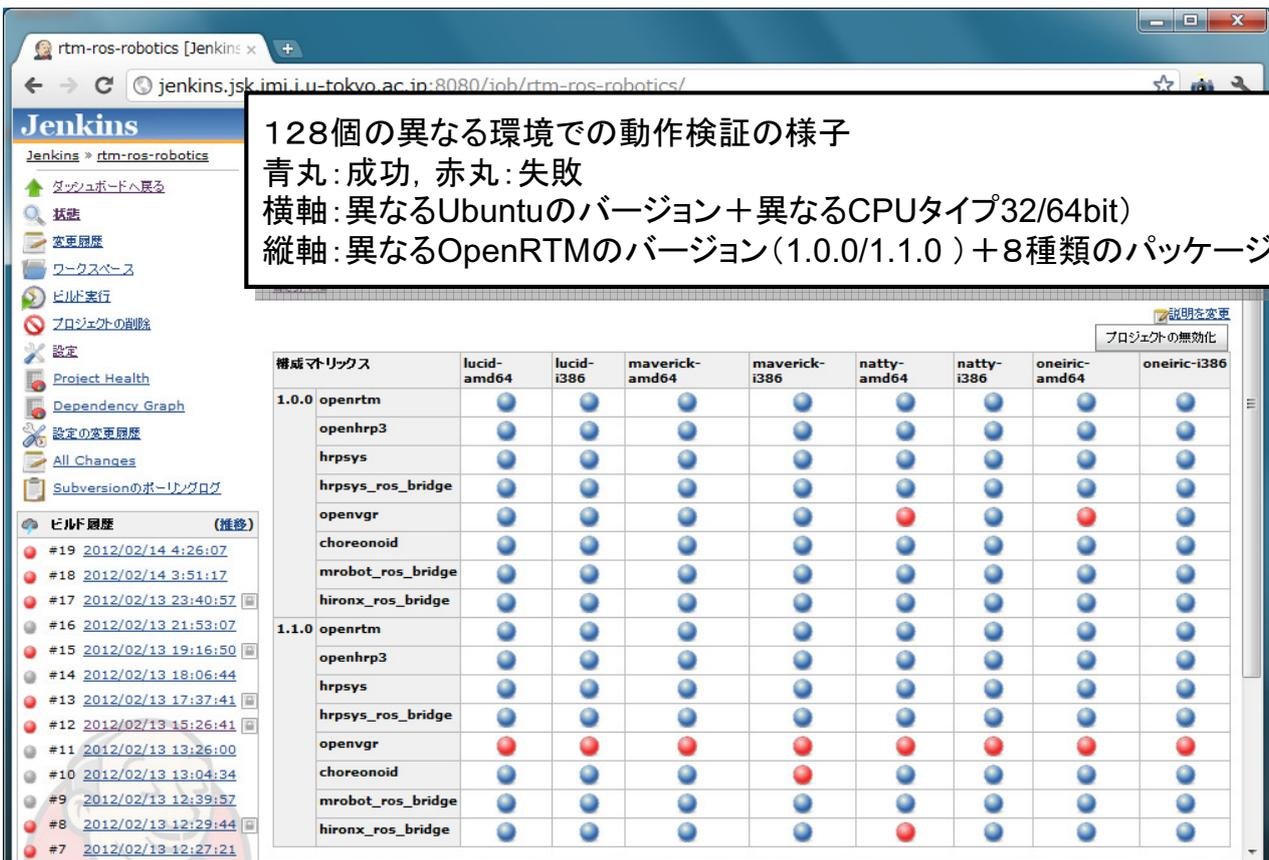 rtm-ros-robotics [Jenkins
jenkins.jsk.imi.i.u-tokyo.ac.jp:8080/job/rtm-ros-robotics/
128個の異なる環境での動作検証の様子
青丸:成功, 赤丸:失敗
横軸:異なるUbuntuのバージョン+異なるCPUタイプ32/64bit)
縦軸:異なるOpenRTMのバージョン(1.0.0/1.1.0 )+8種類のパッケージ
Jenkins
Jenkins » rtm-ros-robotics
ダッシュボードへ戻る
状態
変更履歴
ワークスペース
ビルド実行
プロジェクトの削除
設定
Project Health
Dependency Graph
設定の変更履歴
All Changes
Subversionのポーリングログ
ビルド履歴 (推移)
#19 2012/02/14 4:26:07
#18 2012/02/14 3:51:17
#17 2012/02/13 23:40:57
#16 2012/02/13 21:53:07
#15 2012/02/13 19:16:50
#14 2012/02/13 18:06:44
#13 2012/02/13 17:37:41
#12 2012/02/13 15:26:41
#11 2012/02/13 13:26:00
#10 2012/02/13 13:04:34
#9 2012/02/13 12:39:57
#8 2012/02/13 12:29:44
#7 2012/02/13 12:27:21
説明を変更
プロジェクトの無効化
構成マトリックス lucid-amd64 lucid-i386 maverick-amd64 maverick-i386 natty-amd64 natty-i386 oneiric-amd64 oneiric-i386
1.0.0 openrtm
openhrp3
hrpsys
hrpsys_ros_bridge
openvgr
choreonoid
mrobot_ros_bridge
hironx_ros_bridge
1.1.0 openrtm
openhrp3
hrpsys
hrpsys_ros_bridge
openvgr
choreonoid
mrobot_ros_bridge
hironx_ros_bridge